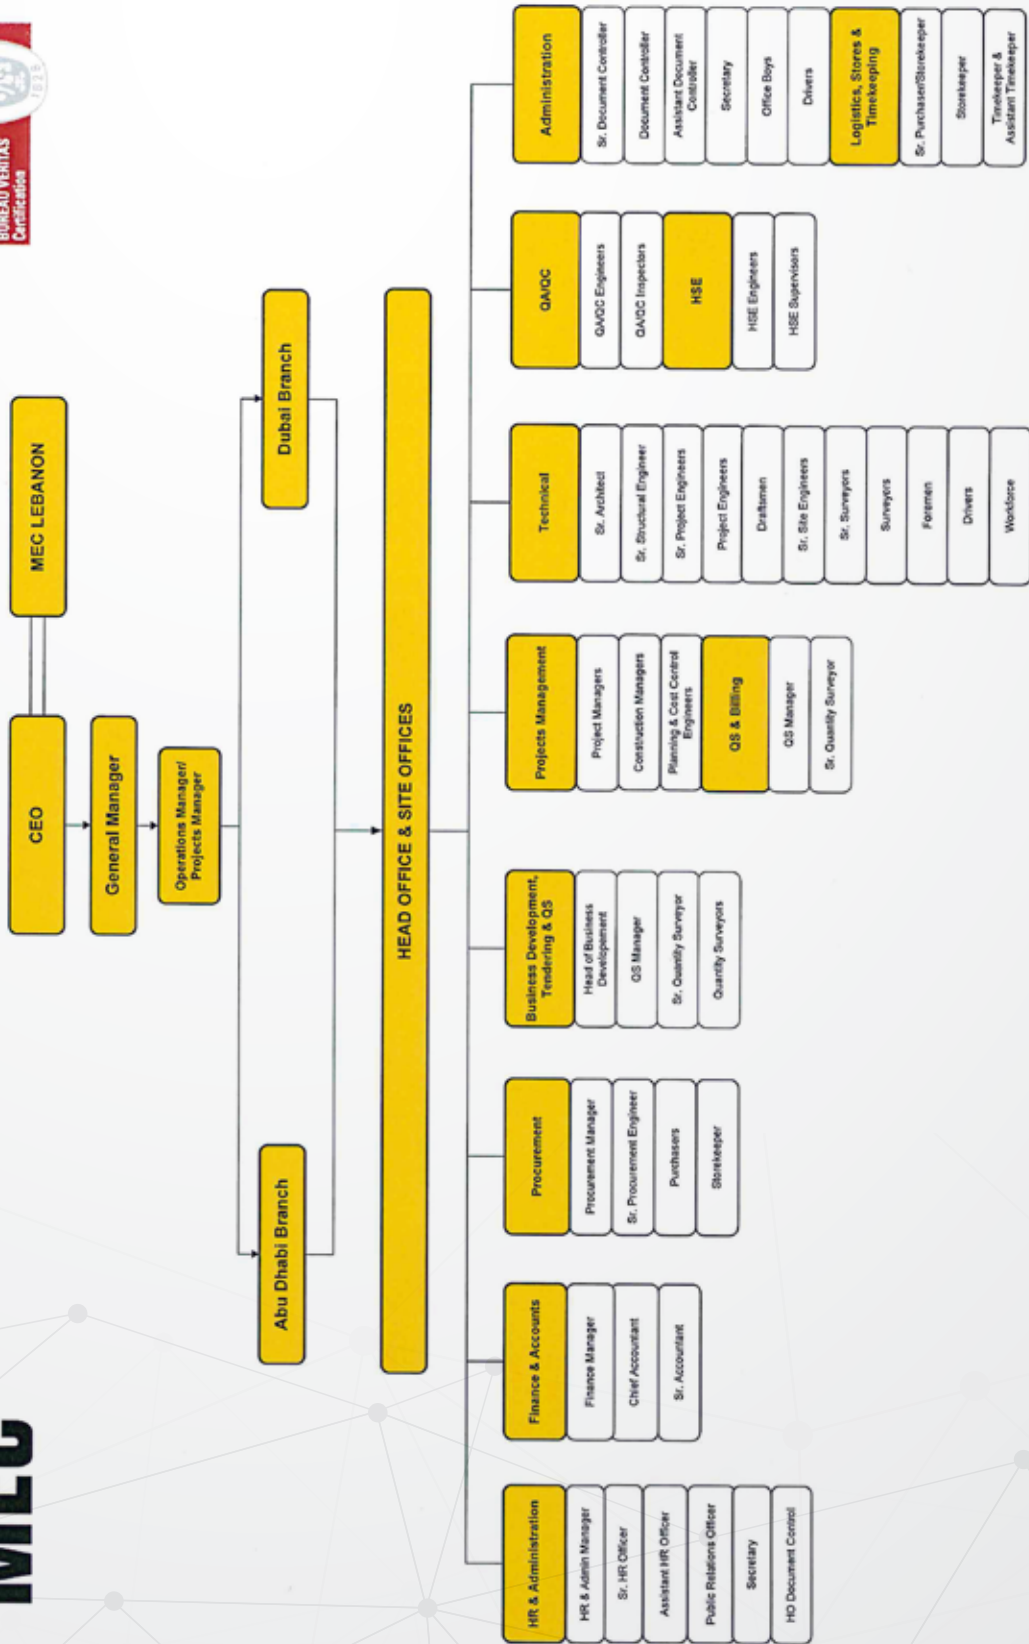 MEC
BUREAU VERITAS
Certification
1828
CEO
MEC LEBANON
General Manager
Operations Manager/
Projects Manager
Abu Dhabi Branch
Dubai Branch
HEAD OFFICE & SITE OFFICES
HR & Administration
HR & Admin Manager
Sr. HR Officer
Assistant HR Officer
Public Relations Officer
Secretary
HO Document Control
Finance & Accounts
Finance Manager
Chief Accountant
Sr. Accountant
Procurement
Procurement Manager
Sr. Procurement Engineer
Purchasers
Storekeeper
Business Development,
Tendering & QS
Head of Business
Developement
QS Manager
Sr. Quantity Surveyor
Quantity Surveyors
Projects Management
Project Managers
Construction Managers
Planning & Cost Control
Engineers
QS & Billing
QS Manager
Sr. Quantity Surveyor
Technical
Sr. Architect
Sr. Structural Engineer
Sr. Project Engineers
Project Engineers
Draftsmen
Sr. Site Engineers
Sr. Surveyors
Surveyors
Foremen
Drivers
Workforce
QA/QC
QA/QC Engineers
QA/QC Inspectors
HSE
HSE Engineers
HSE Supervisors
Administration
Sr. Document Controller
Document Controller
Assistant Document
Controller
Secretary
Office Boys
Drivers
Logistics, Stores &
Timekeeping
Sr. Purchaser/Storekeeper
Storekeeper
Timekeeper &
Assistant Timekeeper